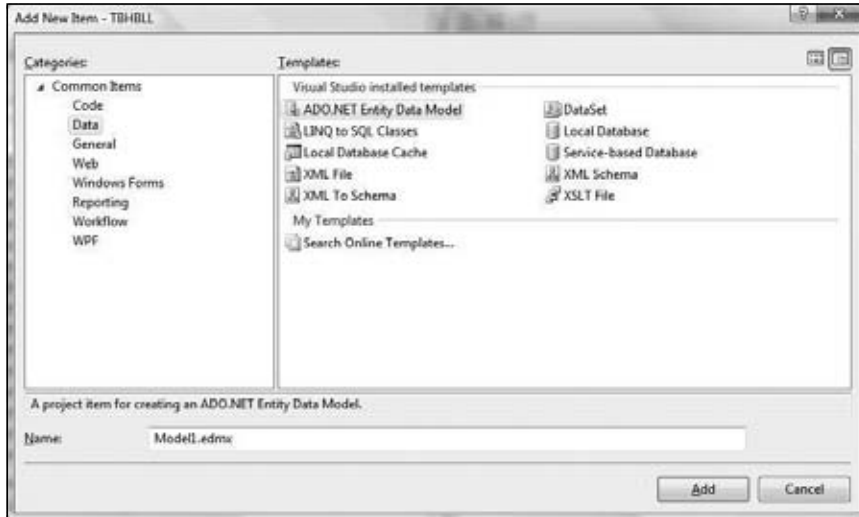 Add New Item - TBHBLL
Categories:
Templates:
Common Items
Code
Data
General
Web
Windows Forms
Reporting
Workflow
WPF
Visual Studio installed templates
ADO.NET Entity Data Model
DataSet
LINQ to SQL Classes
Local Database
Local Database Cache
Service-based Database
XML File
XML Schema
XML To Schema
XSLT File
My Templates
Search Online Templates...
A project item for creating an ADO.NET Entity Data Model.
Name:
Model1.edmx
Add
Cancel